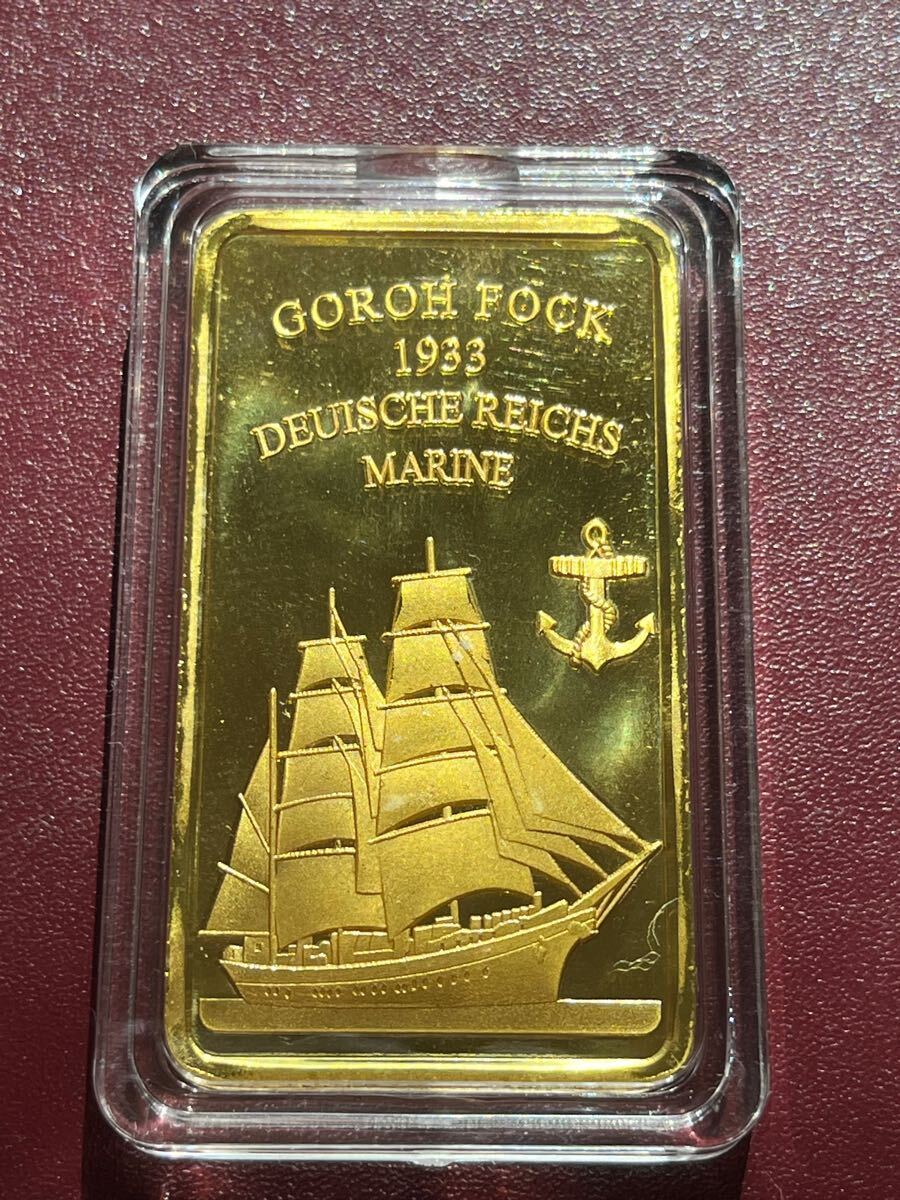 GOROH FOCK
1933
DEUISCHE REICHS
MARINE